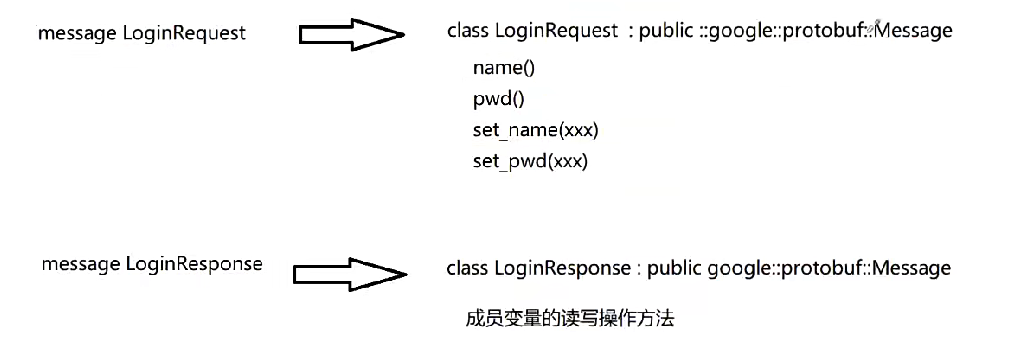 message LoginRequest
class LoginRequest : public ::google::protobuf::Message
name()
pwd()
set_name(xxx)
set_pwd(xxx)
message LoginResponse
class LoginResponse : public google::protobuf::Message
成员变量的读写操作方法